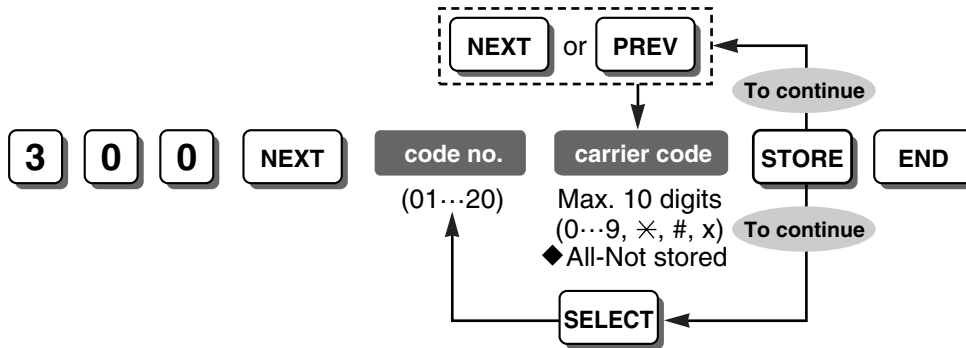 NEXT or PREV
To continue
3 0 0 NEXT code no. carrier code STORE END
(01···20) Max. 10 digits
(0···9, ✳, #, x) To continue
◆All-Not stored
SELECT